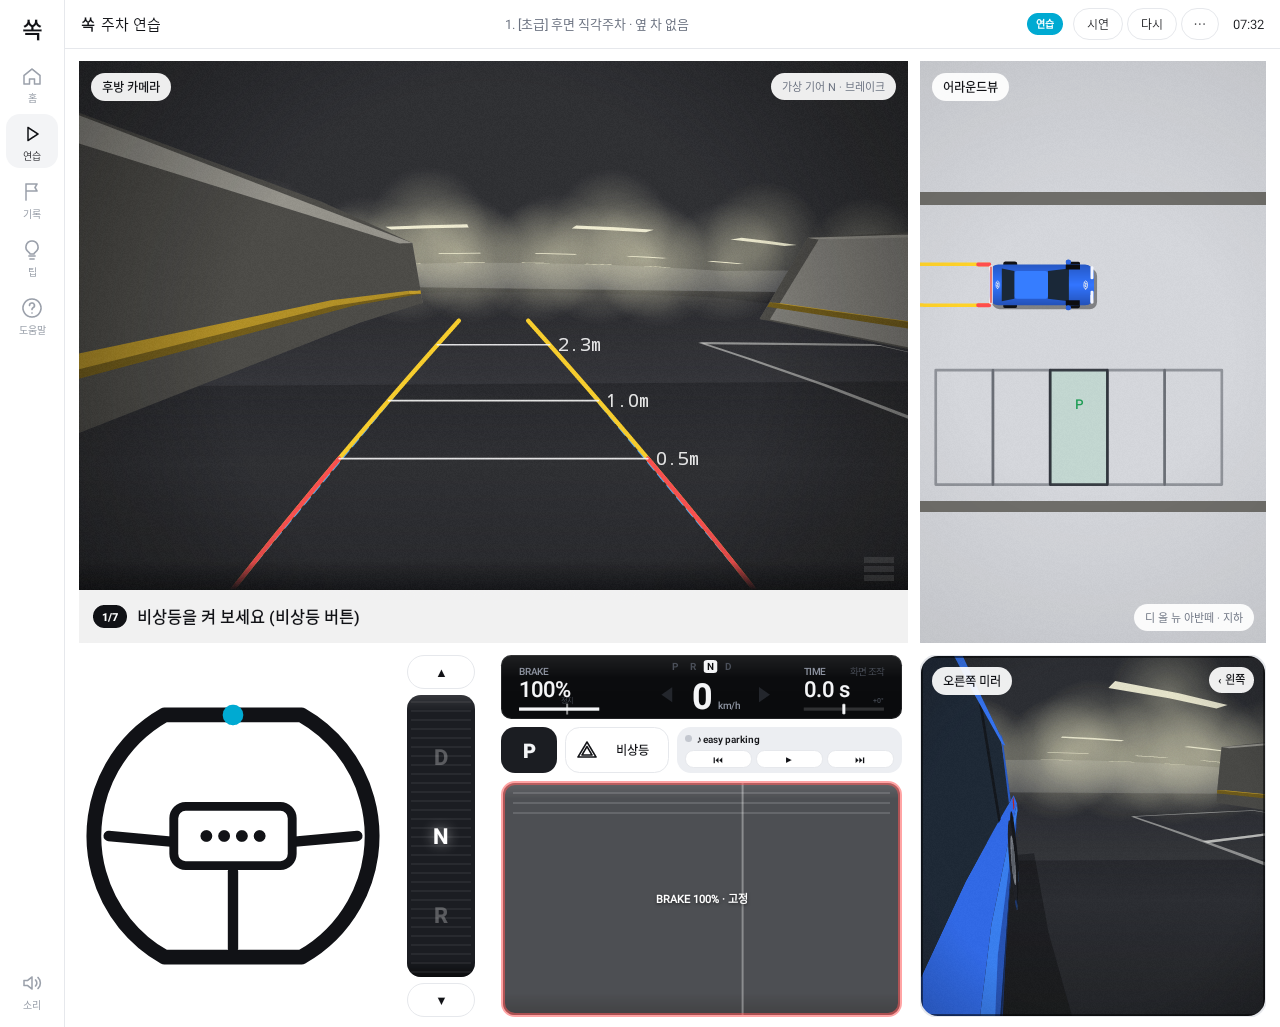 쏙
쏙 주차 연습
1. [초급] 후면 직각주차 · 옆 차 없음
연습
시연
다시
···
07:32
홈
연습
기록
팁
도움말
소리
후방 카메라
가상 기어 N · 브레이크
2.3m
1.0m
0.5m
1/7
비상등을 켜 보세요 (비상등 버튼)
어라운드뷰
P
디 올 뉴 아반떼 · 지하
▲
D
N
R
▼
BRAKE
100%
P R N D
0 km/h
TIME
화면 조작
0.0 s
+0°
P
비상등
♪ easy parking
⏮ ▶ ⏭
BRAKE 100% · 고정
오른쪽 미러
‹ 왼쪽